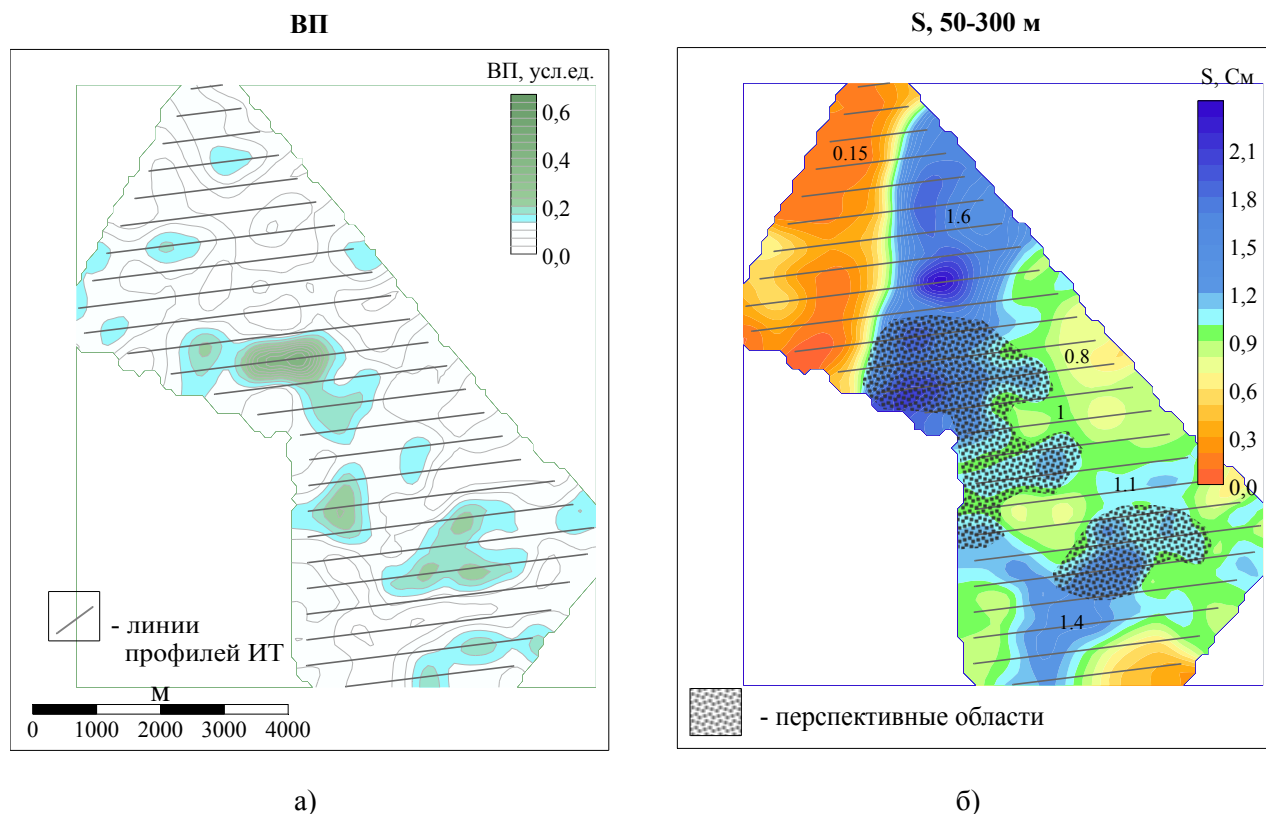 ВП
ВП, усл.ед.
0,6
0,4
0,2
0,0
- линии
профилей ИТ
М
0 1000 2000 3000 4000
а)
S, 50-300 м
S, См
2,1
1,8
1,5
1,2
0,9
0,6
0,3
0,0
0.15
1.6
0.8
1
1.1
1.4
- перспективные области
б)